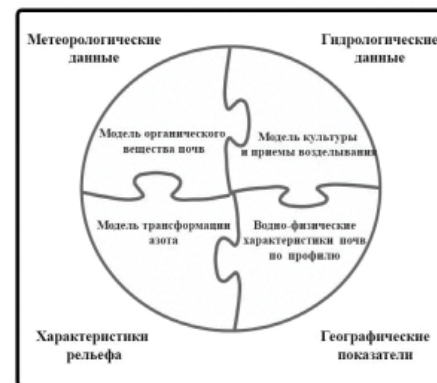 Метеорологические
данные
Гидрологические
данные
Модель органического
вещества почв
Модель культуры
и приемы возделывания
Модель трансформации
азота
Водно-физические
характеристики почв
по профилю
Характеристики
рельефа
Географические
показатели